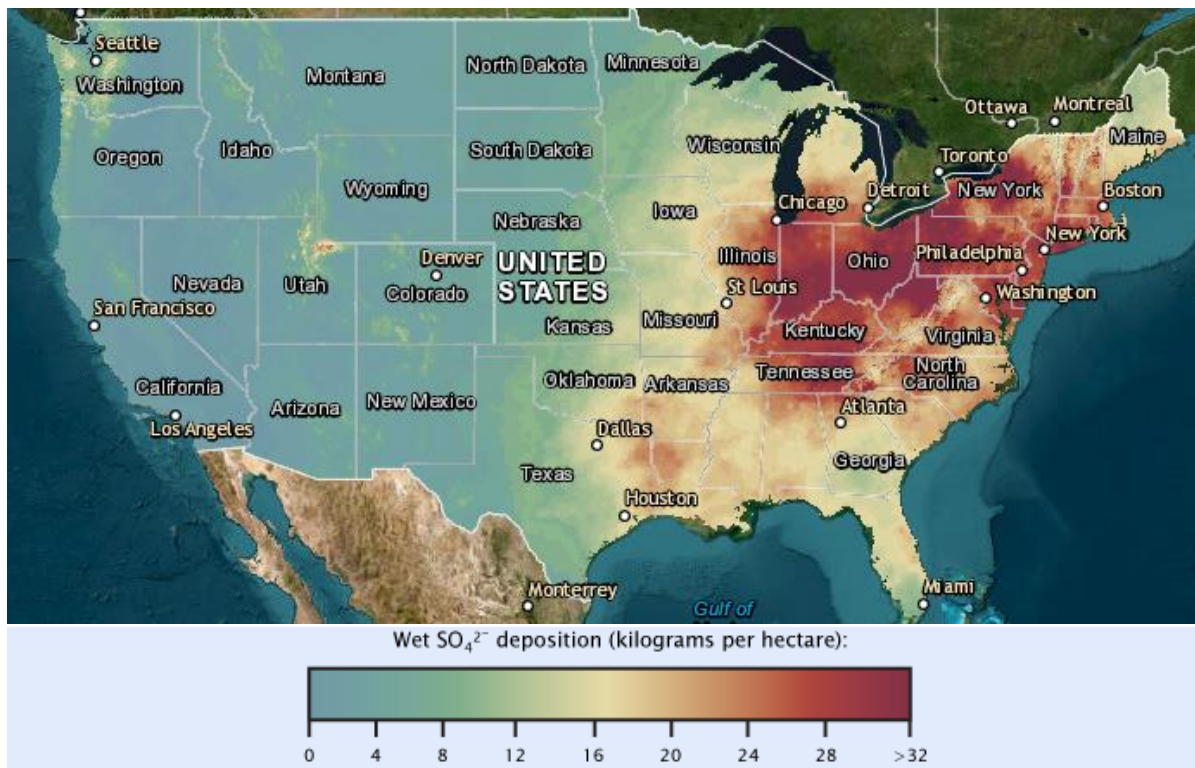 Seattle
Washington
Montana
North Dakota
Minnesota
Ottawa
Montreal
Maine
Oregon
Idaho
South Dakota
Wisconsin
Toronto
Wyoming
Detroit
New York
Boston
Chicago
Iowa
Nebraska
New York
Nevada
Utah
Denver
Colorado
UNITED
STATES
Illinois
Ohio
Philadelphia
San Francisco
St Louis
Washington
Kansas
Missouri
Kentucky
Virginia
California
Arizona
New Mexico
Oklahoma
Arkansas
Tennessee
North
Carolina
Los Angeles
Dallas
Atlanta
Texas
Georgia
Houston
Monterrey
Gulf of
Miami
Wet SO₄²⁻ deposition (kilograms per hectare):
0 4 8 12 16 20 24 28 >32